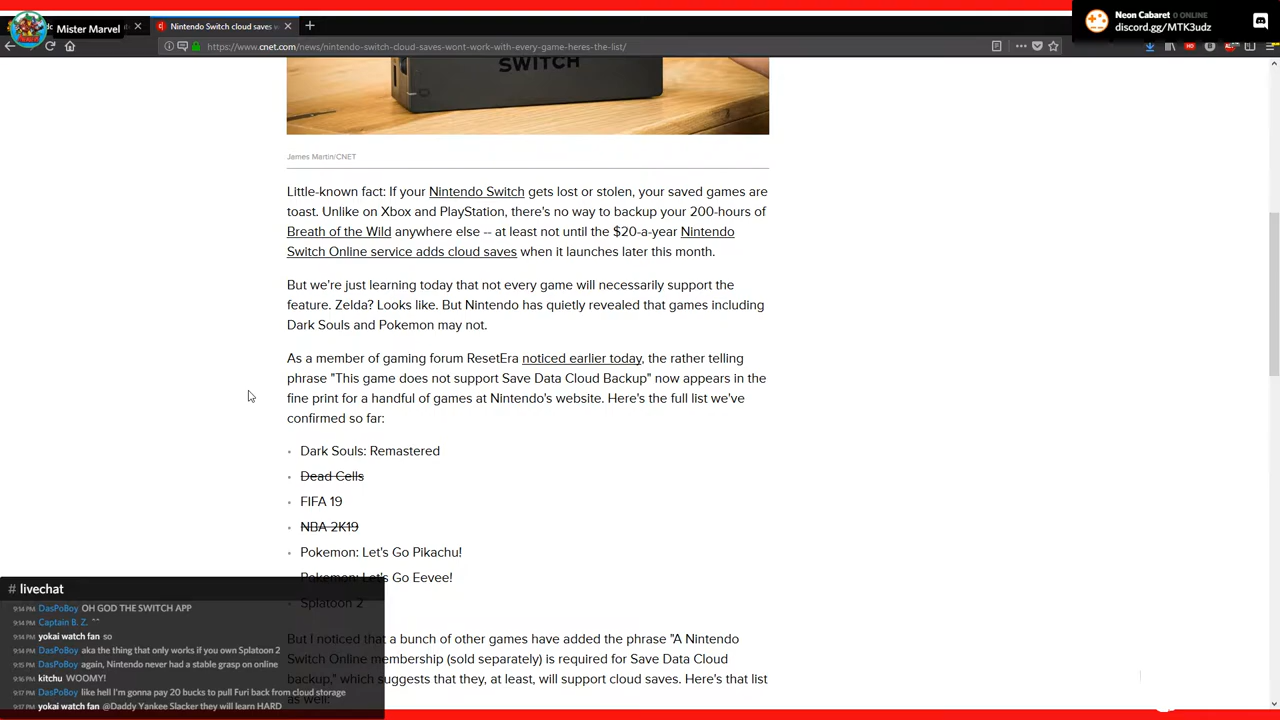 Mister Marvel
Nintendo Switch cloud saves w
Neon Cabaret 0 ONLINE
discord.gg/MTK3udz
https://www.cnet.com/news/nintendo-switch-cloud-saves-wont-work-with-every-game-heres-the-list/
SWITCH
James Martin/CNET
Little-known fact: If your Nintendo Switch gets lost or stolen, your saved games are
toast. Unlike on Xbox and PlayStation, there's no way to backup your 200-hours of
Breath of the Wild anywhere else -- at least not until the $20-a-year Nintendo
Switch Online service adds cloud saves when it launches later this month.
But we're just learning today that not every game will necessarily support the
feature. Zelda? Looks like. But Nintendo has quietly revealed that games including
Dark Souls and Pokemon may not.
As a member of gaming forum ResetEra noticed earlier today, the rather telling
phrase "This game does not support Save Data Cloud Backup" now appears in the
fine print for a handful of games at Nintendo's website. Here's the full list we've
confirmed so far:
Dark Souls: Remastered
Dead Cells
FIFA 19
NBA 2K19
Pokemon: Let's Go Pikachu!
Pokemon: Let's Go Eevee!
Splatoon 2
But I noticed that a bunch of other games have added the phrase "A Nintendo
Switch Online membership (sold separately) is required for Save Data Cloud
backup," which suggests that they, at least, will support cloud saves. Here's that list
as well:
# livechat
9:14 PM DasPoBoy OH GOD THE SWITCH APP
9:14 PM Captain B. Z. ^^
9:14 PM yokai watch fan so
9:14 PM DasPoBoy aka the thing that only works if you own Splatoon 2
9:15 PM DasPoBoy again, Nintendo never had a stable grasp on online
9:16 PM kitchu WOOMY!
9:17 PM DasPoBoy like hell I'm gonna pay 20 bucks to pull Furi back from cloud storage
9:17 PM yokai watch fan @Daddy Yankee Slacker they will learn HARD